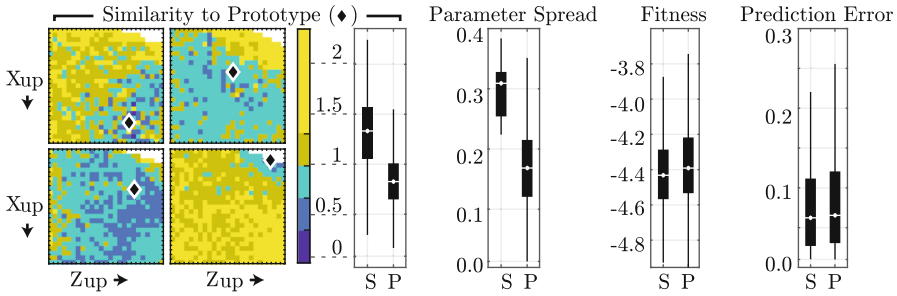 Similarity to Prototype (♦)
Parameter Spread
Fitness
Prediction Error
Xup
Xup
Zup
Zup
2
1.5
1
0.5
0
S P
0.4
0.3
0.2
0.1
0.0
S P
-3.8
-4.0
-4.2
-4.4
-4.6
-4.8
S P
0.3
0.2
0.1
0.0
S P